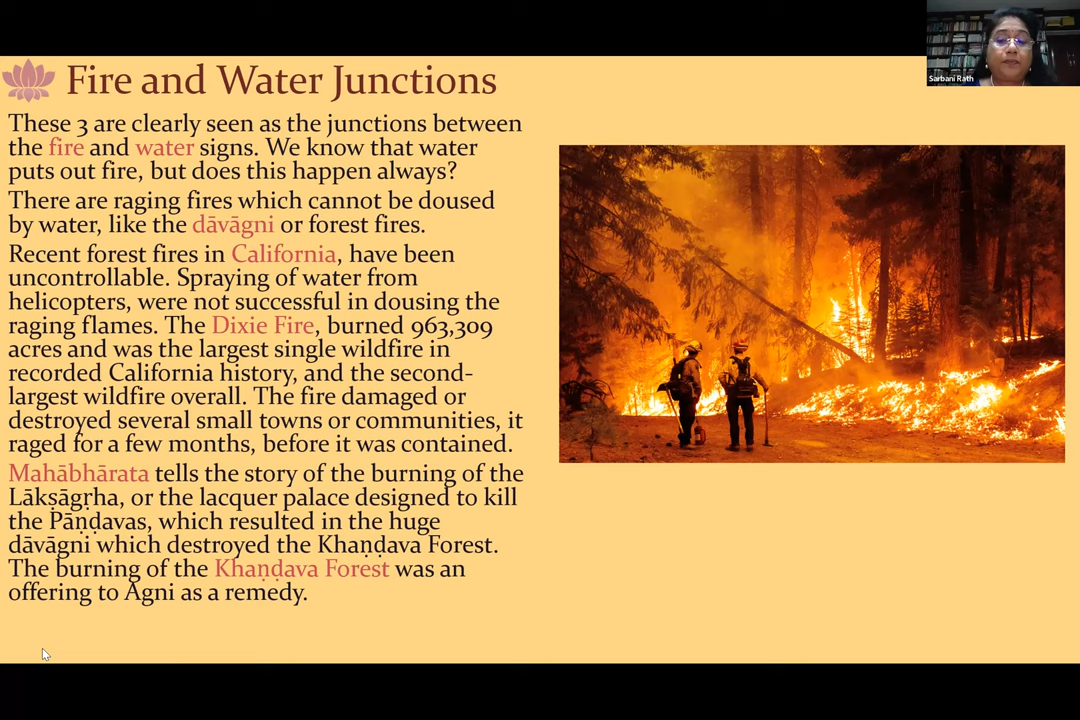 Fire and Water Junctions
These 3 are clearly seen as the junctions between
the fire and water signs. We know that water
puts out fire, but does this happen always?
There are raging fires which cannot be doused
by water, like the dāvāgni or forest fires.
Recent forest fires in California, have been
uncontrollable. Spraying of water from
helicopters, were not successful in dousing the
raging flames. The Dixie Fire, burned 963,309
acres and was the largest single wildfire in
recorded California history, and the second-
largest wildfire overall. The fire damaged or
destroyed several small towns or communities, it
raged for a few months, before it was contained.
Mahābhārata tells the story of the burning of the
Lākṣāgṛha, or the lacquer palace designed to kill
the Pāṇḍavas, which resulted in the huge
dāvāgni which destroyed the Khaṇḍava Forest.
The burning of the Khaṇḍava Forest was an
offering to Agni as a remedy.
Sarbani Rath